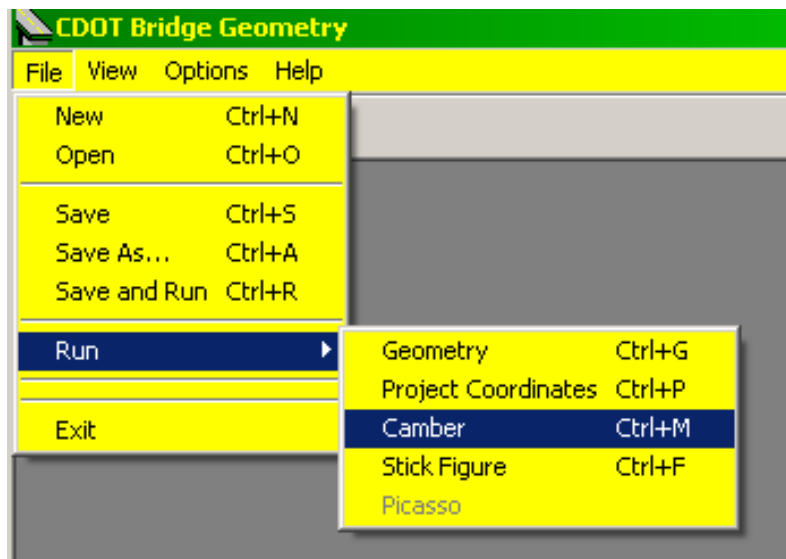 CDOT Bridge Geometry
File View Options Help
New Ctrl+N
Open Ctrl+O
Save Ctrl+S
Save As... Ctrl+A
Save and Run Ctrl+R
Run
Exit
Geometry Ctrl+G
Project Coordinates Ctrl+P
Camber Ctrl+M
Stick Figure Ctrl+F
Picasso